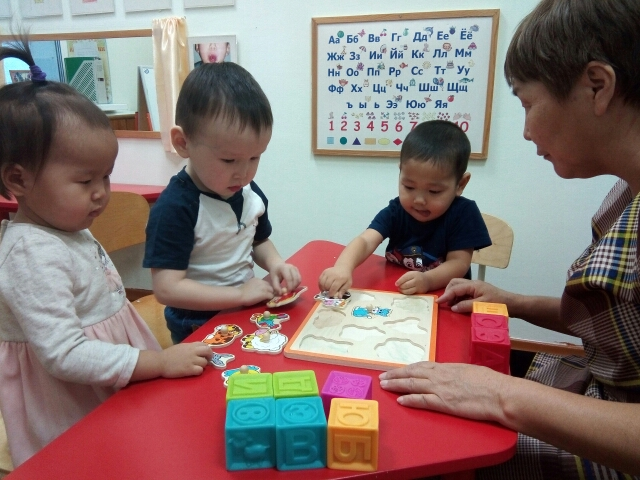 Аа Бб Вв Гг Дд Ее Ёё
Жж Зз Ии Йй Кк Лл
Мм Нн Оо Пп Рр Сс Тт Уу
Фф Хх Цц Чч Шш Щщ
ъ ы ь Ээ Юю Яя
1 2 3 4 5 6 7
В
Я